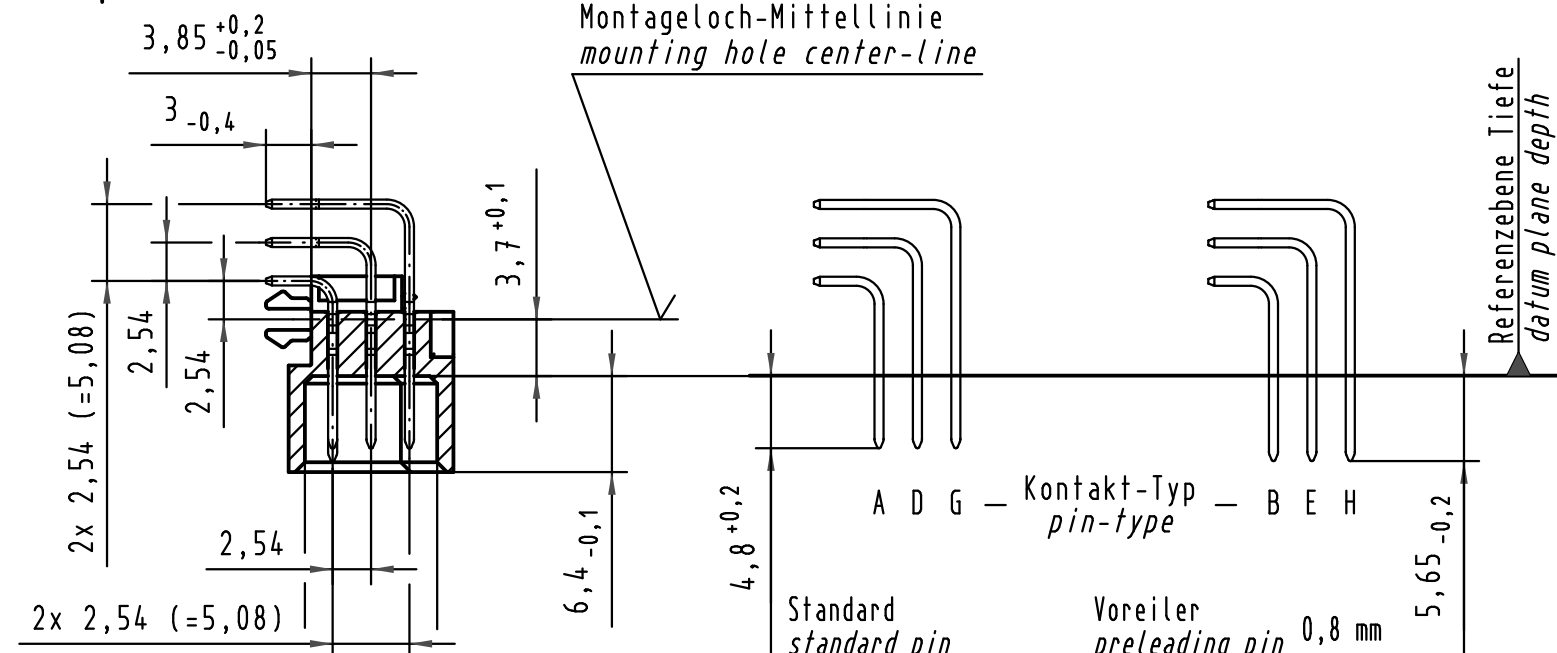 3,85 +0,2 -0,05
Montageloch-Mittellinie
mounting hole center-line
3 -0,4
3,7 +0,1
Referenzebene Tiefe
datum plane depth
2x 2,54 (=5,08)
2,54
2,54
2,54
2x 2,54 (=5,08)
6,4 -0,1
4,8 +0,2
A D G — Kontakt-Typ — B E H
pin-type
5,65 -0,2
Standard
standard pin
Voreiler
preleading pin
0,8 mm